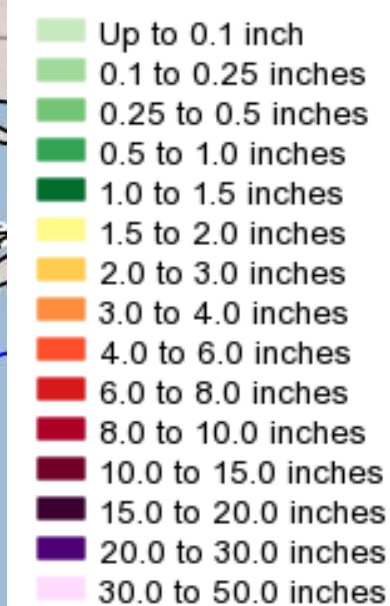 Up to 0.1 inch
0.1 to 0.25 inches
0.25 to 0.5 inches
0.5 to 1.0 inches
1.0 to 1.5 inches
1.5 to 2.0 inches
2.0 to 3.0 inches
3.0 to 4.0 inches
4.0 to 6.0 inches
6.0 to 8.0 inches
8.0 to 10.0 inches
10.0 to 15.0 inches
15.0 to 20.0 inches
20.0 to 30.0 inches
30.0 to 50.0 inches